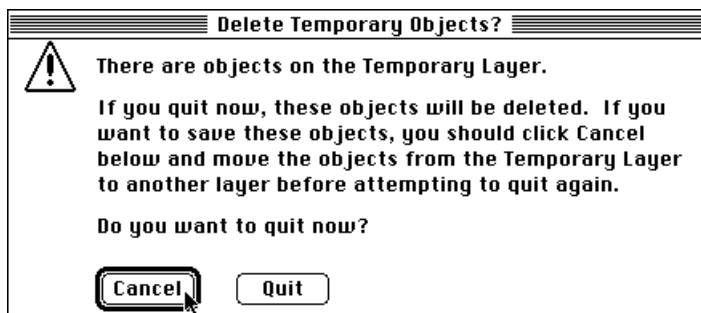 Delete Temporary Objects?
There are objects on the Temporary Layer.
If you quit now, these objects will be deleted.  If you
want to save these objects, you should click Cancel
below and move the objects from the Temporary Layer
to another layer before attempting to quit again.
Do you want to quit now?
Cancel Quit